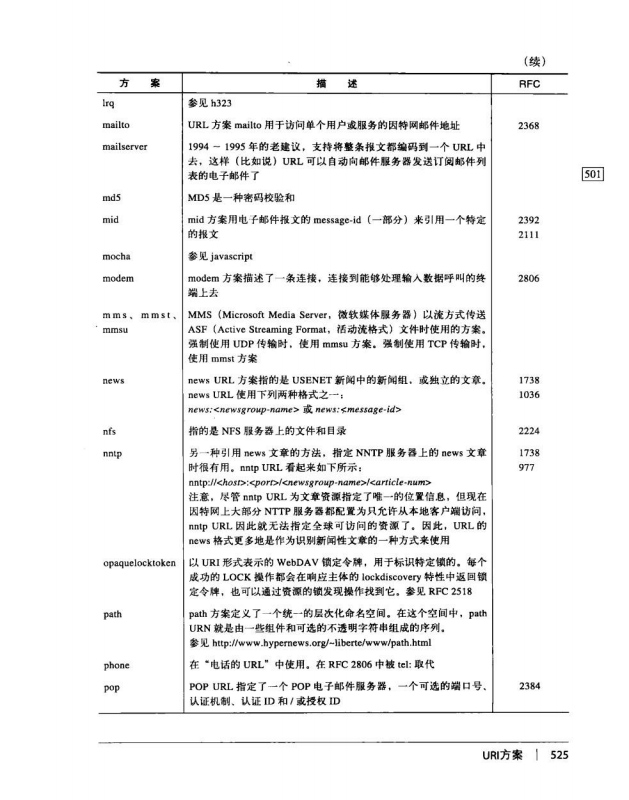 (续)
方 案 描 述 RFC
lrq 参见 h323
mailto URL 方案 mailto 用于访问单个用户或服务的因特网邮件地址 2368
mailserver 1994 - 1995 年的老建议，支持将整条报文都编码到一个 URL 中
去，这样（比如说）URL 可以自动向邮件服务器发送订阅邮件列
表的电子邮件了
501
md5 MD5 是一种密码校验和
mid mid 方案用电子邮件报文的 message-id（一部分）来引用一个特定 2392
的报文 2111
mocha 参见 javascript
modem modem 方案描述了一条连接，连接到能够处理输入数据呼叫的终 2806
端上去
mms、mmst、 MMS（Microsoft Media Server，微软媒体服务器）以流方式传送
mmsu ASF（Active Streaming Format，活动流格式）文件时使用的方案。
强制使用 UDP 传输时，使用 mmsu 方案。强制使用 TCP 传输时，
使用 mmst 方案
news news URL 方案指的是 USENET 新闻中的新闻组，或独立的文章。 1738
news URL 使用下列两种格式之一： 1036
news:<newsgroup-name> 或 news:<message-id>
nfs 指的是 NFS 服务器上的文件和目录 2224
nntp 另一种引用 news 文章的方法，指定 NNTP 服务器上的 news 文章 1738
时很有用。nntp URL 看起来如下所示： 977
nntp://<host>:<port>/<newsgroup-name>/<article-num>
注意，尽管 nntp URL 为文章资源指定了唯一的位置信息，但现在
因特网上大部分 NTTP 服务器都配置为只允许从本地客户端访问，
nntp URL 因此就无法指定全球可访问的资源了。因此，URL 的
news 格式更多地是作为识别新闻性文章的一种方式来使用
opaquelocktoken 以 URI 形式表示的 WebDAV 锁定令牌，用于标识特定锁的。每个
成功的 LOCK 操作都会在响应主体的 lockdiscovery 特性中返回锁
定令牌，也可以通过资源的锁发现操作找到它。参见 RFC 2518
path path 方案定义了一个统一的层次化命名空间。在这个空间中，path
URN 就是由一些组件和可选的不透明字符串组成的序列。
参见 http://www.hypernews.org/~liberte/www/path.html
phone 在“电话的 URL”中使用。在 RFC 2806 中被 tel: 取代
pop POP URL 指定了一个 POP 电子邮件服务器，一个可选的端口号、 2384
认证机制、认证 ID 和 / 或授权 ID
URI方案 | 525